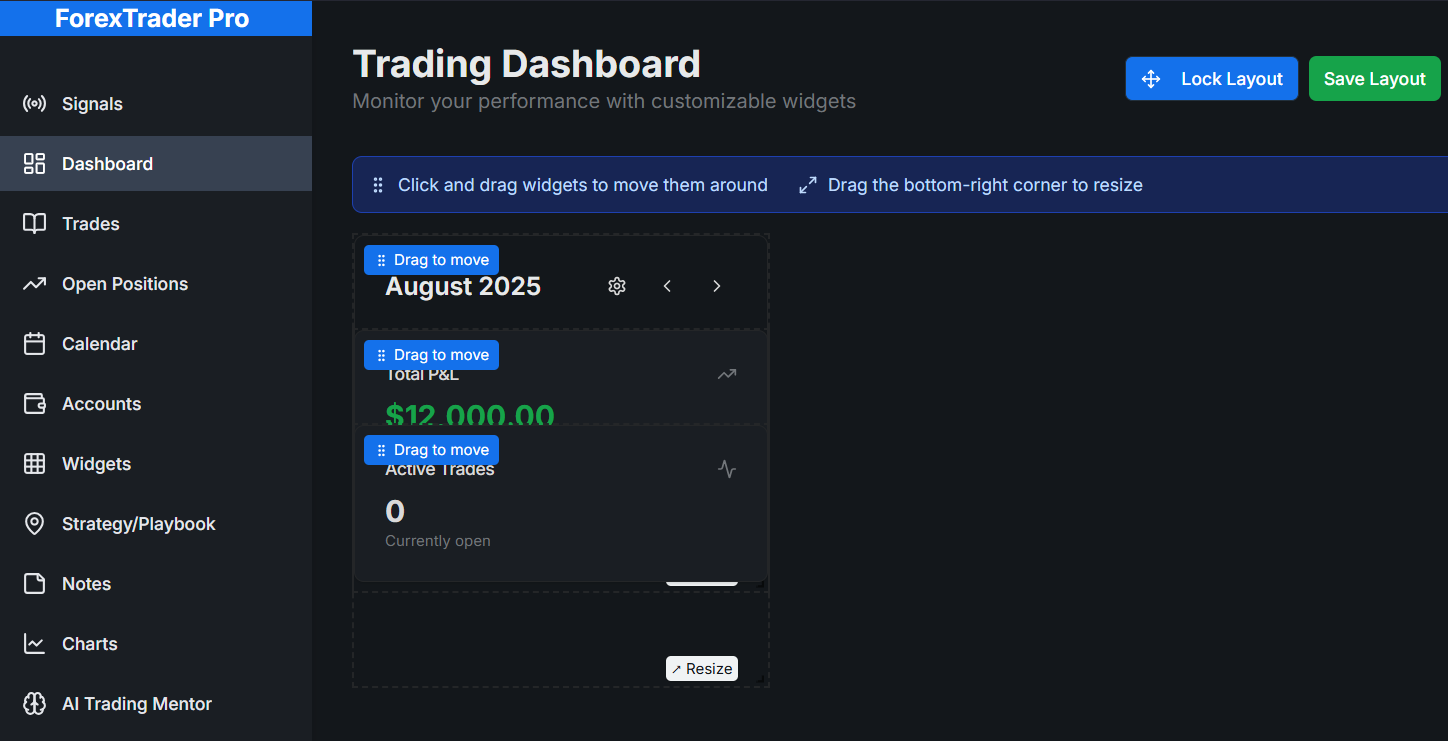 ForexTrader Pro
Signals
Dashboard
Trades
Open Positions
Calendar
Accounts
Widgets
Strategy/Playbook
Notes
Charts
AI Trading Mentor
Trading Dashboard
Monitor your performance with customizable widgets
Lock Layout
Save Layout
Click and drag widgets to move them around
Drag the bottom-right corner to resize
Drag to move
August 2025
Drag to move
Total P&L
$12,000.00
Drag to move
Active Trades
0
Currently open
Resize